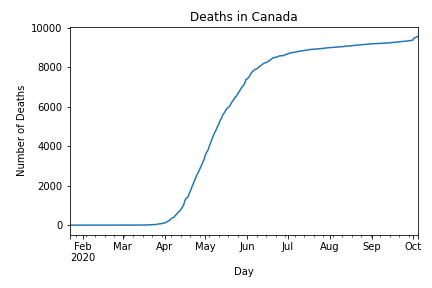 Deaths in Canada
10000
8000
6000
4000
2000
0
Number of Deaths
Feb Mar Apr May Jun Jul Aug Sep Oct
2020
Day